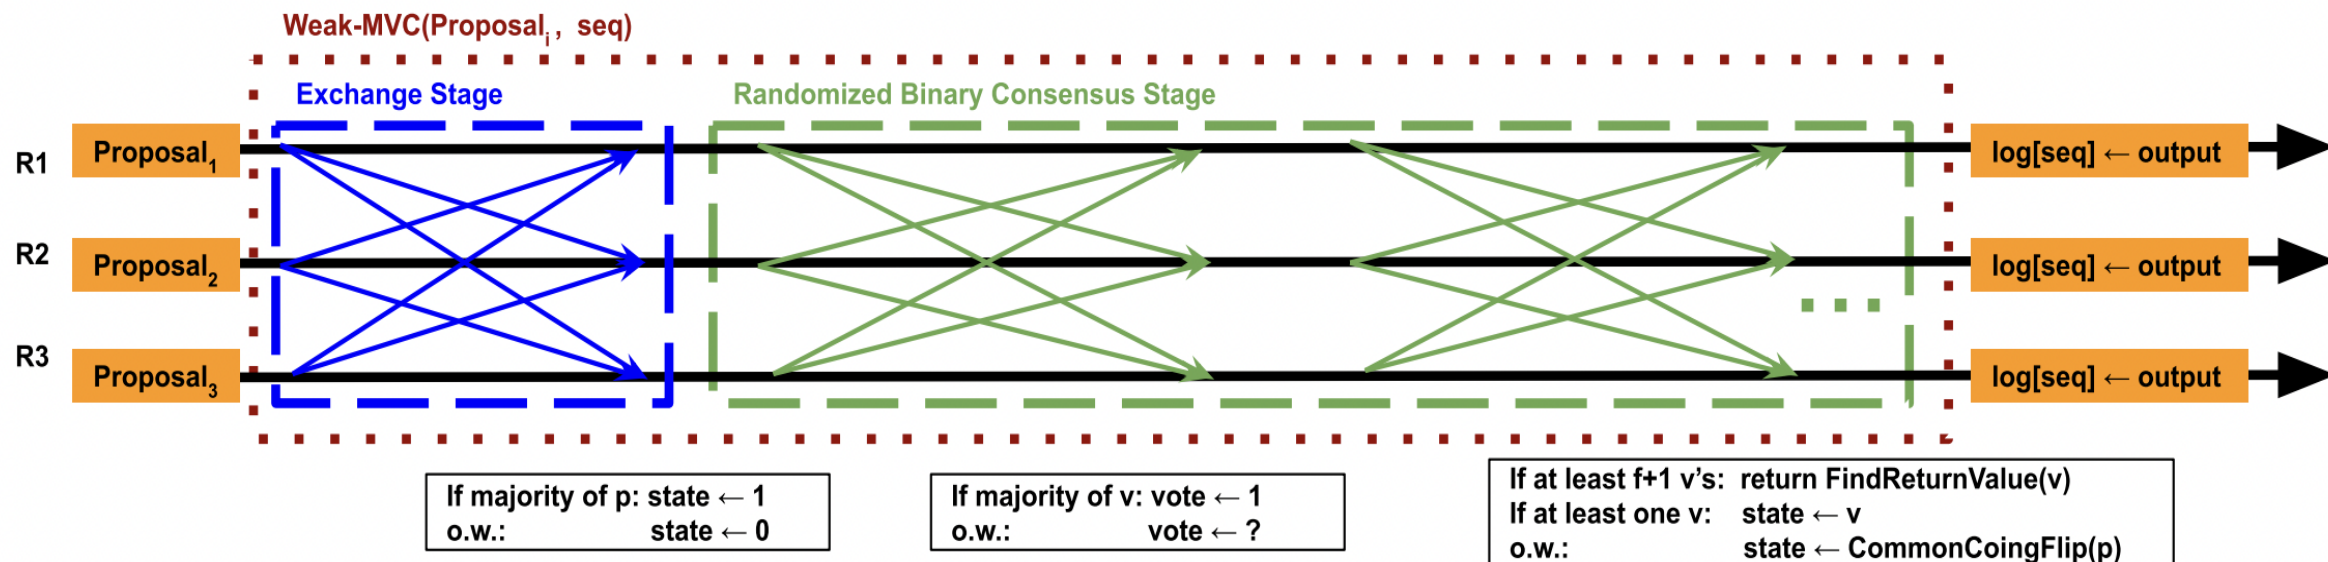 Weak-MVC(Proposal_i, seq)
Exchange Stage
Randomized Binary Consensus Stage
R1
Proposal_1
log[seq] ← output
R2
Proposal_2
log[seq] ← output
R3
Proposal_3
log[seq] ← output
If majority of p: state ← 1
o.w.: state ← 0
If majority of v: vote ← 1
o.w.: vote ← ?
If at least f+1 v's: return FindReturnValue(v)
If at least one v: state ← v
o.w.: state ← CommonCoingFlip(p)